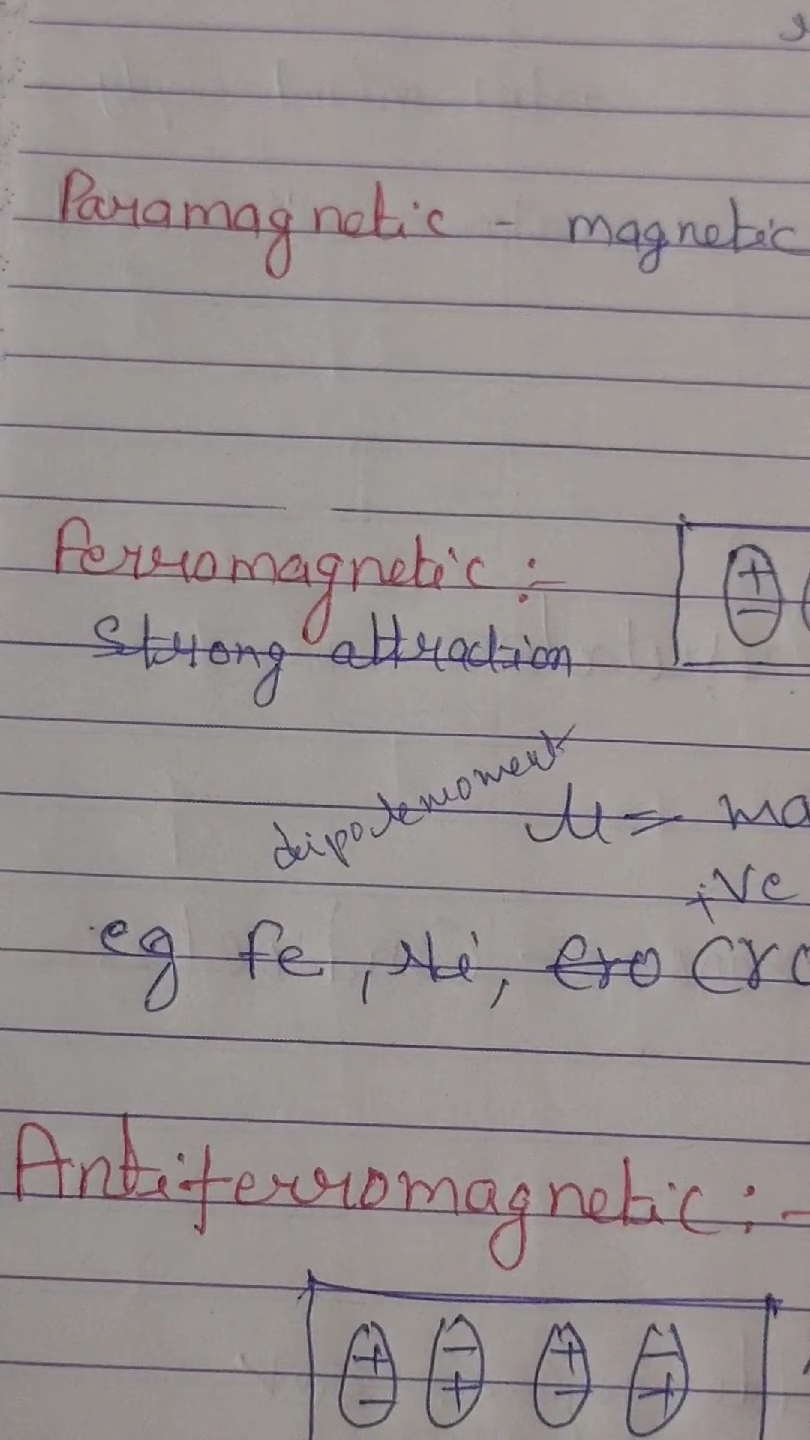 Paramagnetic - magnetic
Ferromagnetic :-
Strong attraction
dipolemoment
μ = ma
+ve
eg Fe, Ni, Cro CrO
Antiferromagnetic :-
+ - + -
- + - +